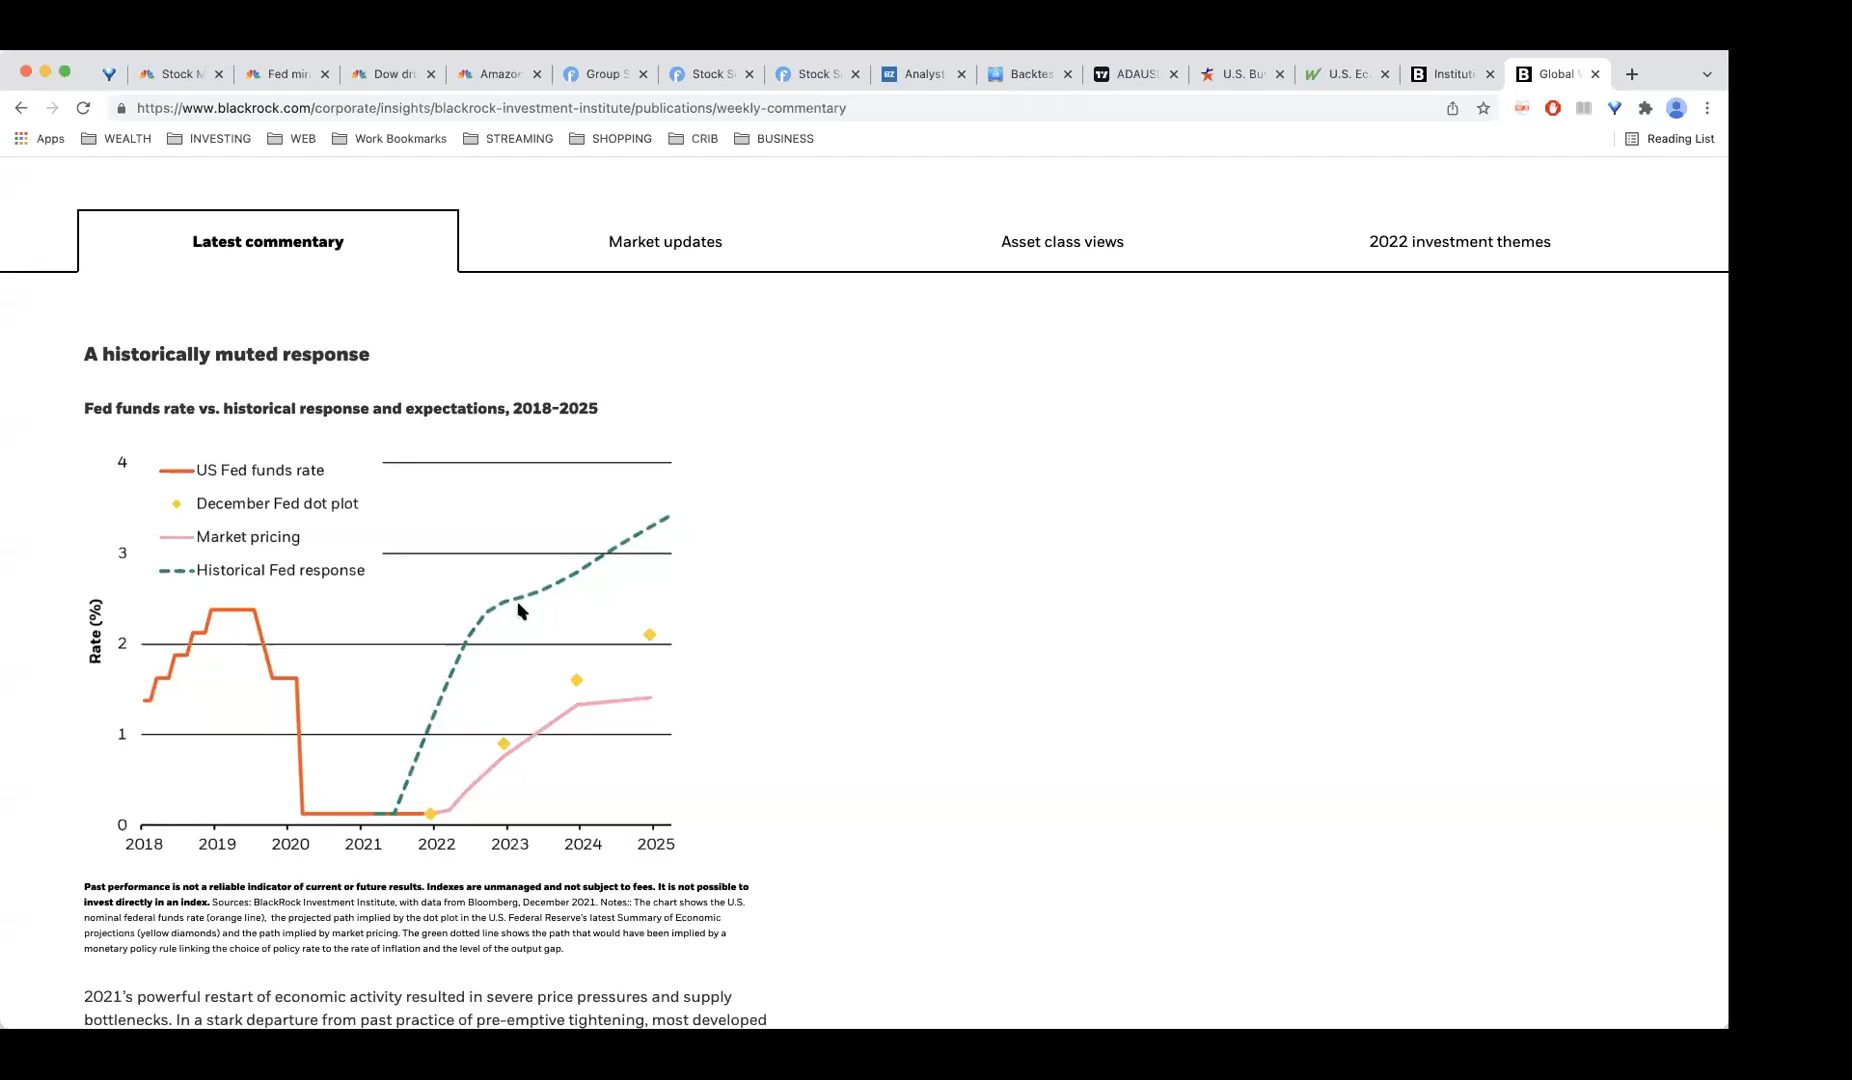 Stock M
Fed min
Dow dr
Amazon
Group S
Stock S
Stock S
Analyst
Backtes
ADAUS
U.S. Bu
U.S. Ec
Instituti
Global
https://www.blackrock.com/corporate/insights/blackrock-investment-institute/publications/weekly-commentary
Apps WEALTH INVESTING WEB Work Bookmarks STREAMING SHOPPING CRIB BUSINESS Reading List
Latest commentary Market updates Asset class views 2022 investment themes
A historically muted response
Fed funds rate vs. historical response and expectations, 2018-2025
US Fed funds rate
December Fed dot plot
Market pricing
Historical Fed response
Rate (%)
4
3
2
1
0
2018 2019 2020 2021 2022 2023 2024 2025
Past performance is not a reliable indicator of current or future results. Indexes are unmanaged and not subject to fees. It is not possible to
invest directly in an index. Sources: BlackRock Investment Institute, with data from Bloomberg, December 2021. Notes:: The chart shows the U.S.
nominal federal funds rate (orange line), the projected path implied by the dot plot in the U.S. Federal Reserve's latest Summary of Economic
projections (yellow diamonds) and the path implied by market pricing. The green dotted line shows the path that would have been implied by a
monetary policy rule linking the choice of policy rate to the rate of inflation and the level of the output gap.
2021's powerful restart of economic activity resulted in severe price pressures and supply
bottlenecks. In a stark departure from past practice of pre-emptive tightening, most developed